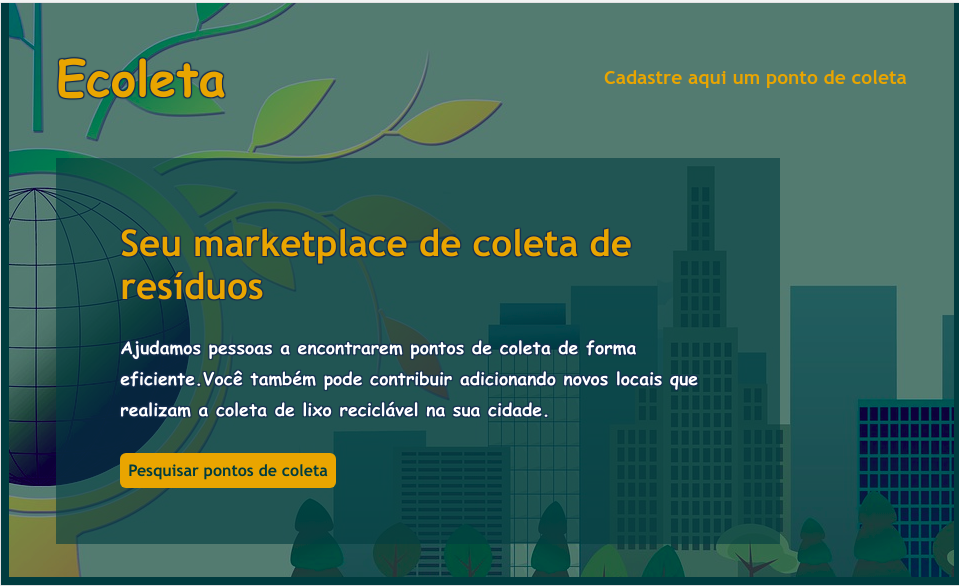 Ecoleta
Cadastre aqui um ponto de coleta
Seu marketplace de coleta de
resíduos
Ajudamos pessoas a encontrarem pontos de coleta de forma
eficiente.Você também pode contribuir adicionando novos locais que
realizam a coleta de lixo reciclável na sua cidade.
Pesquisar pontos de coleta